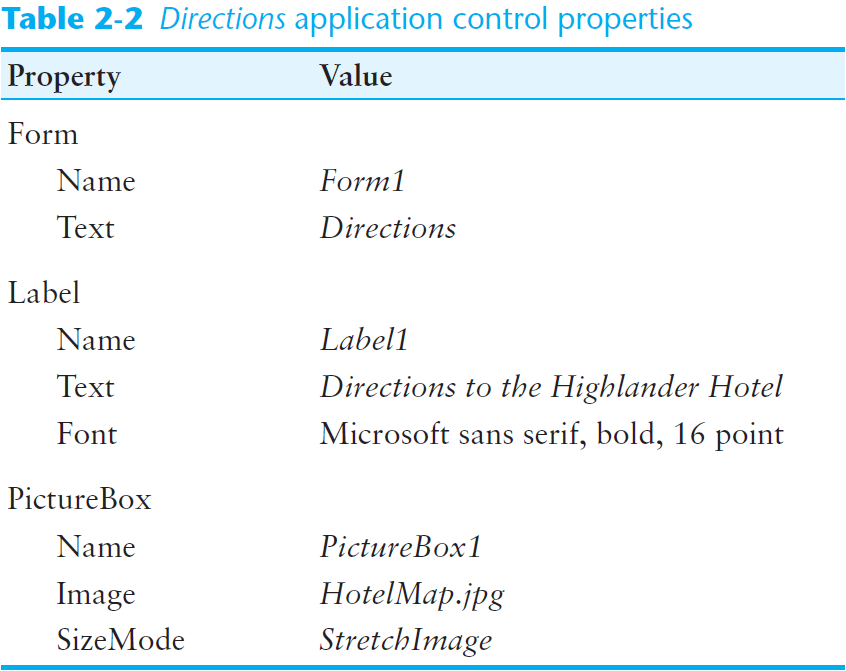 Table 2-2 Directions application control properties
Property Value
Form
Name Form1
Text Directions
Label
Name Label1
Text Directions to the Highlander Hotel
Font Microsoft sans serif, bold, 16 point
PictureBox
Name PictureBox1
Image HotelMap.jpg
SizeMode StretchImage